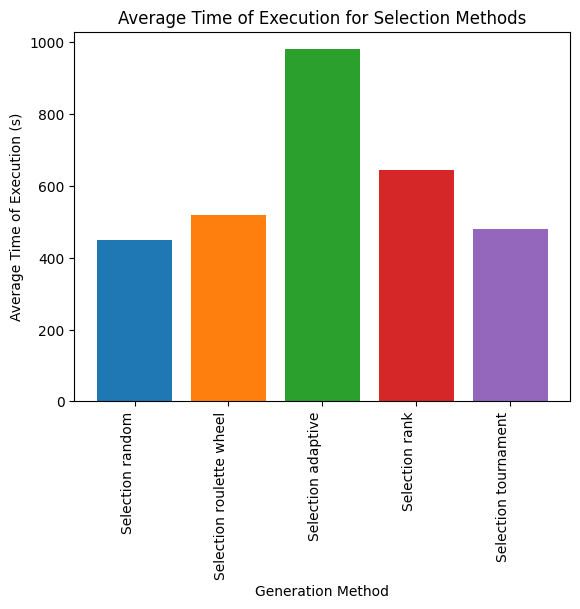 Average Time of Execution for Selection Methods
Average Time of Execution (s)
1000
800
600
400
200
0
Selection random
Selection roulette wheel
Selection adaptive
Selection rank
Selection tournament
Generation Method